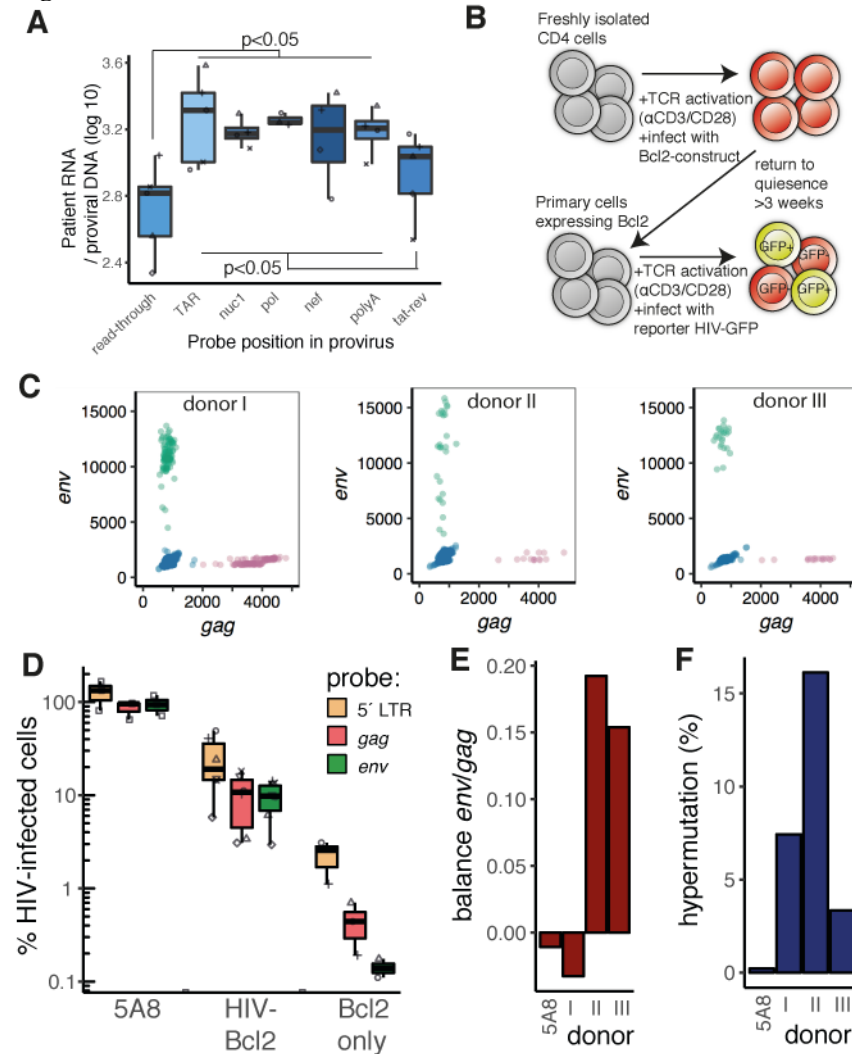 A
p<0.05
3.6
3.2
2.8
2.4
Patient RNA
/ proviral DNA (log 10)
p<0.05
read-through
TAR
nuc1
pol
nef
polyA
tat-rev
Probe position in provirus
B
Freshly isolated
CD4 cells
+TCR activation
(αCD3/CD28)
+infect with
Bcl2-construct
return to
quiesence
>3 weeks
Primary cells
expressing Bcl2
+TCR activation
(αCD3/CD28)
+infect with
reporter HIV-GFP
GFP+
GFP-
GFP-
GFP+
C
donor I
15000
10000
5000
0
env
0 2000 4000
gag
donor II
15000
10000
5000
0
env
0 2000 4000
gag
donor III
15000
10000
5000
0
env
0 2000 4000
gag
D
100
10
1
0.1
% HIV-infected cells
probe:
5´ LTR
gag
env
5A8
HIV-
Bcl2
Bcl2
only
E
0.20
0.15
0.10
0.05
0.00
balance env/gag
5A8
I
II
III
donor
F
15
10
5
0
hypermutation (%)
5A8
I
II
III
donor